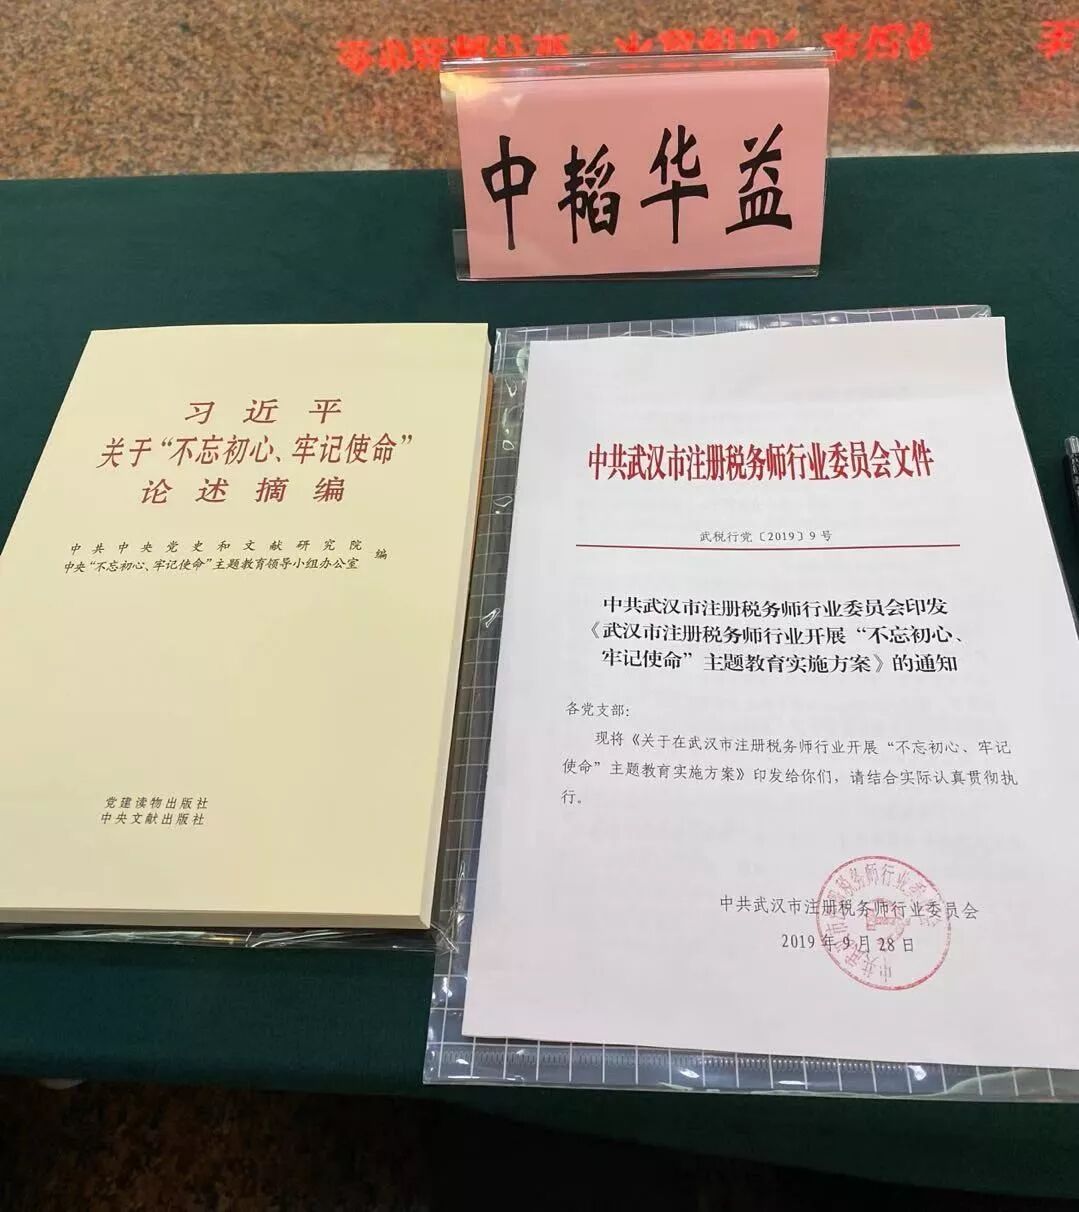 中韬华益
习近平
关于“不忘初心、牢记使命”
论述摘编
中共中央党史和文献研究院
中央“不忘初心、牢记使命”主题教育领导小组办公室
编
党建读物出版社
中央文献出版社
中共武汉市注册税务师行业委员会文件
武税行党〔2019〕9号
中共武汉市注册税务师行业委员会印发
《武汉市注册税务师行业开展“不忘初心、
牢记使命”主题教育实施方案》的通知
各党支部：
现将《关于在武汉市注册税务师行业开展“不忘初心、牢记
使命”主题教育实施方案》印发给你们，请结合实际认真贯彻执
行。
中共武汉市注册税务师行业委员会
2019年9月28日